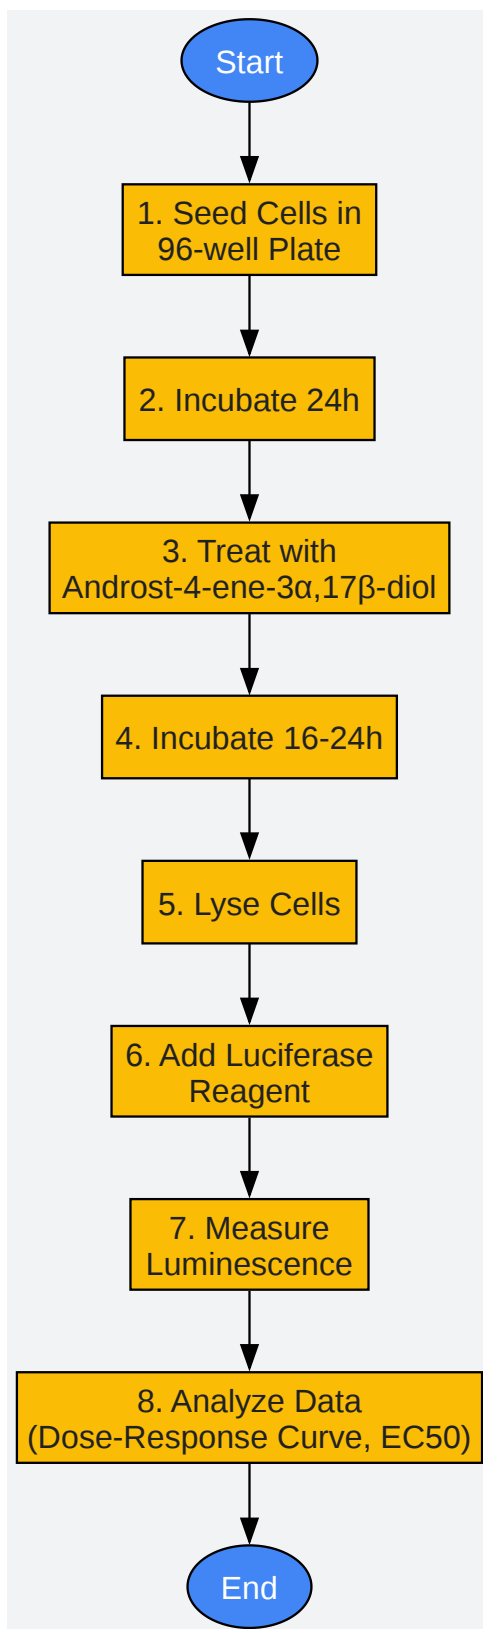 Start
1. Seed Cells in
96-well Plate
2. Incubate 24h
3. Treat with
Androst-4-ene-3α,17β-diol
4. Incubate 16-24h
5. Lyse Cells
6. Add Luciferase
Reagent
7. Measure
Luminescence
8. Analyze Data
(Dose-Response Curve, EC50)
End